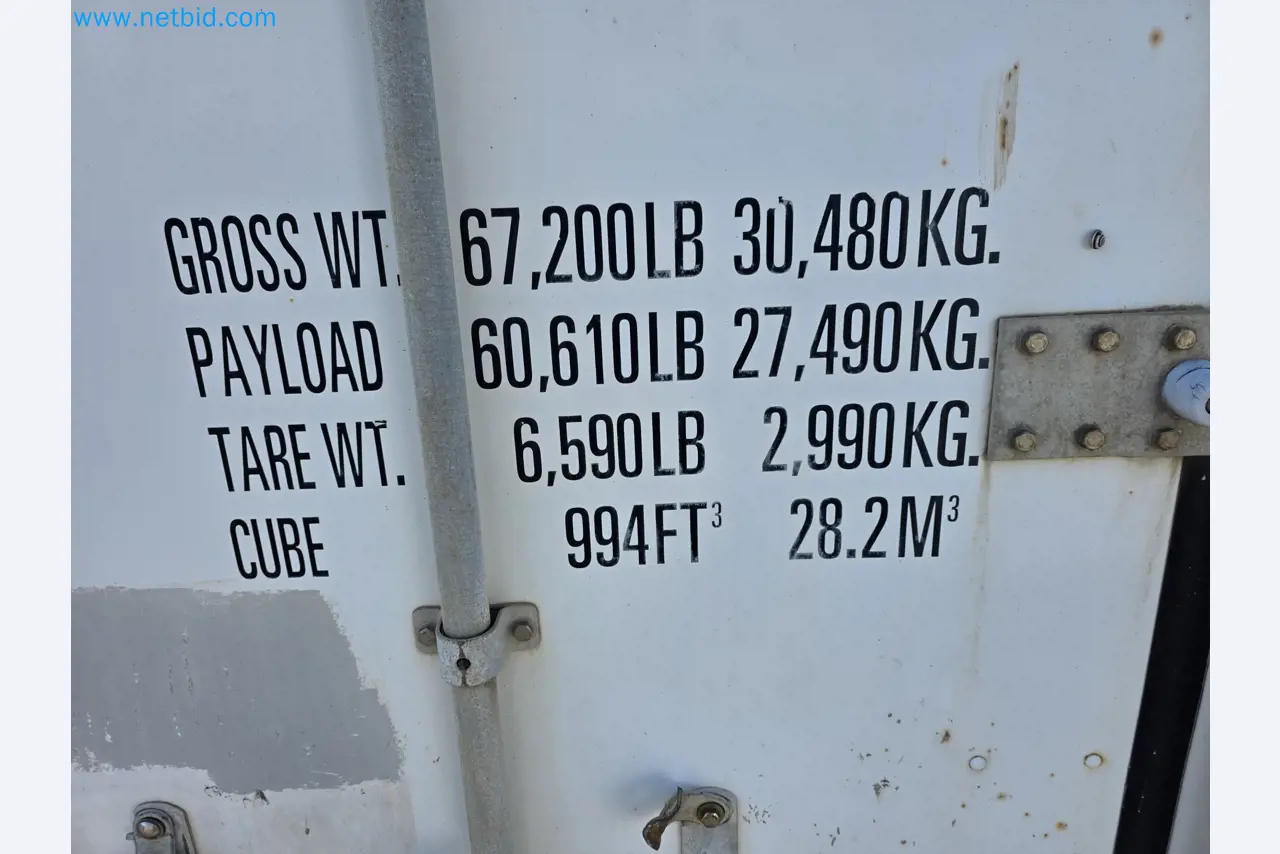 www.netbid.com
GROSS WT. 67,200LB 30,480KG.
PAYLOAD 60,610LB 27,490KG.
TARE WT. 6,590LB 2,990KG.
CUBE 994FT³ 28.2M³